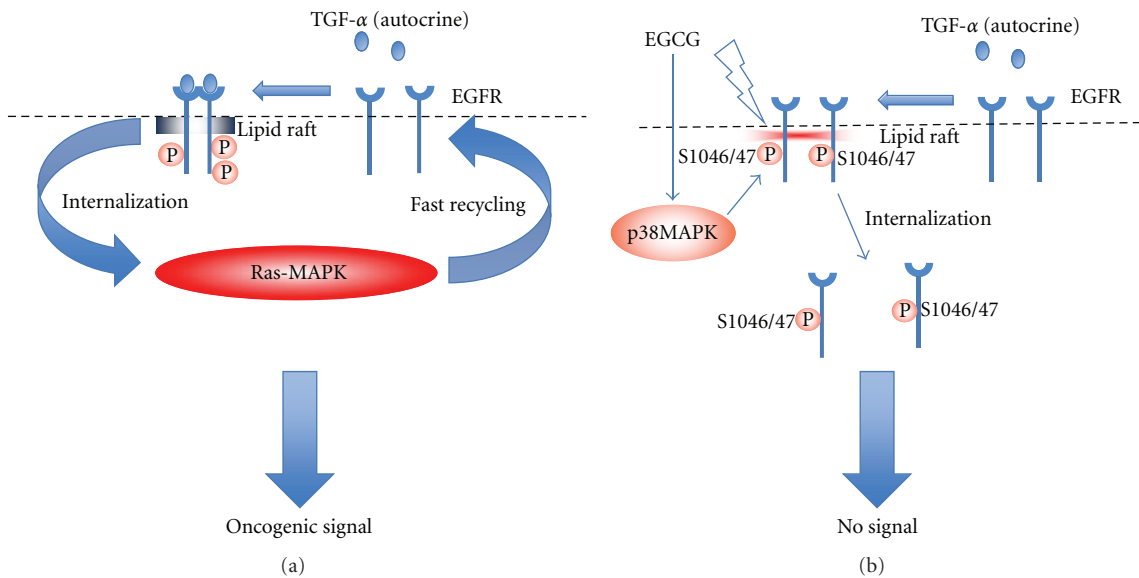 TGF-α (autocrine)
EGFR
Lipid raft
P
P
P
Internalization
Fast recycling
Ras-MAPK
Oncogenic signal
(a)
EGCG
TGF-α (autocrine)
EGFR
Lipid raft
S1046/47
P
P
S1046/47
p38MAPK
Internalization
S1046/47
P
P
S1046/47
No signal
(b)